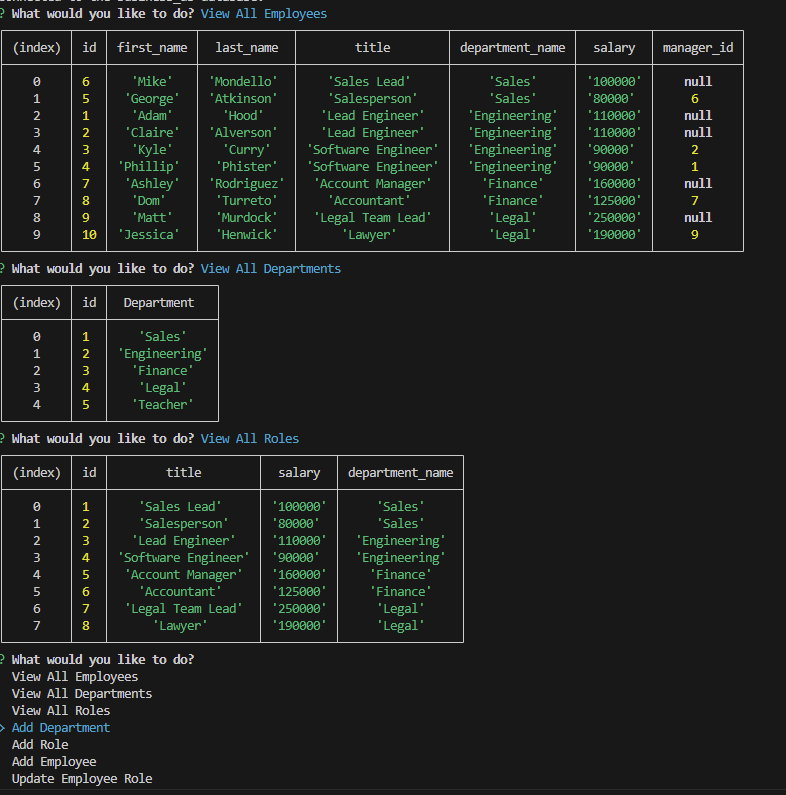 ? What would you like to do? View All Employees
(index) id first_name last_name title department_name salary manager_id
0 6 'Mike' 'Mondello' 'Sales Lead' 'Sales' '100000' null
1 5 'George' 'Atkinson' 'Salesperson' 'Sales' '80000' 6
2 1 'Adam' 'Hood' 'Lead Engineer' 'Engineering' '110000' null
3 2 'Claire' 'Alverson' 'Lead Engineer' 'Engineering' '110000' null
4 3 'Kyle' 'Curry' 'Software Engineer' 'Engineering' '90000' 2
5 4 'Phillip' 'Phister' 'Software Engineer' 'Engineering' '90000' 1
6 7 'Ashley' 'Rodriguez' 'Account Manager' 'Finance' '160000' null
7 8 'Dom' 'Turreto' 'Accountant' 'Finance' '125000' 7
8 9 'Matt' 'Murdock' 'Legal Team Lead' 'Legal' '250000' null
9 10 'Jessica' 'Henwick' 'Lawyer' 'Legal' '190000' 9
? What would you like to do? View All Departments
(index) id Department
0 1 'Sales'
1 2 'Engineering'
2 3 'Finance'
3 4 'Legal'
4 5 'Teacher'
? What would you like to do? View All Roles
(index) id title salary department_name
0 1 'Sales Lead' '100000' 'Sales'
1 2 'Salesperson' '80000' 'Sales'
2 3 'Lead Engineer' '110000' 'Engineering'
3 4 'Software Engineer' '90000' 'Engineering'
4 5 'Account Manager' '160000' 'Finance'
5 6 'Accountant' '125000' 'Finance'
6 7 'Legal Team Lead' '250000' 'Legal'
7 8 'Lawyer' '190000' 'Legal'
? What would you like to do?
View All Employees
View All Departments
View All Roles
> Add Department
Add Role
Add Employee
Update Employee Role